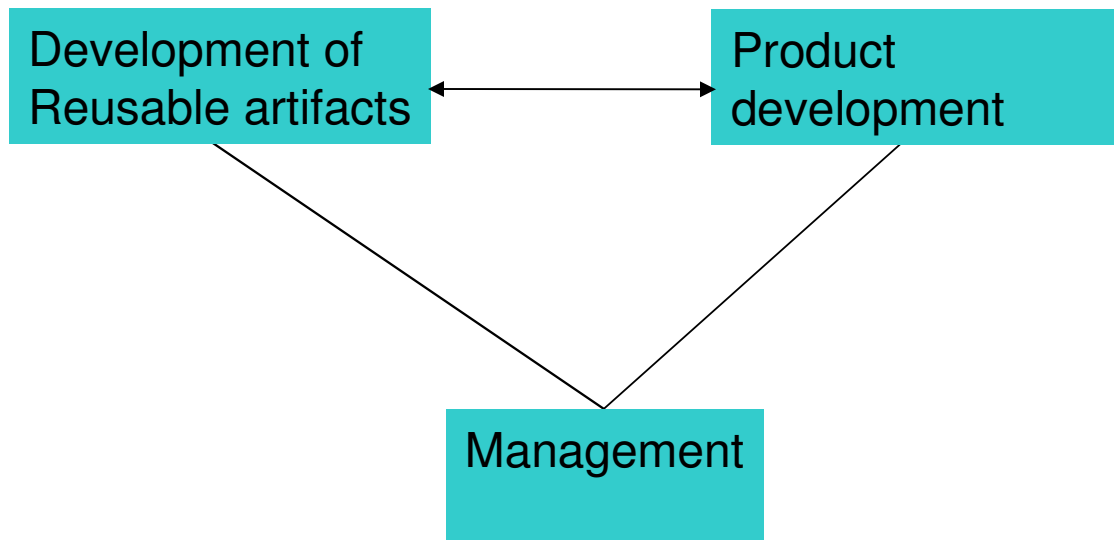 Development of
Reusable artifacts
Product
development
Management